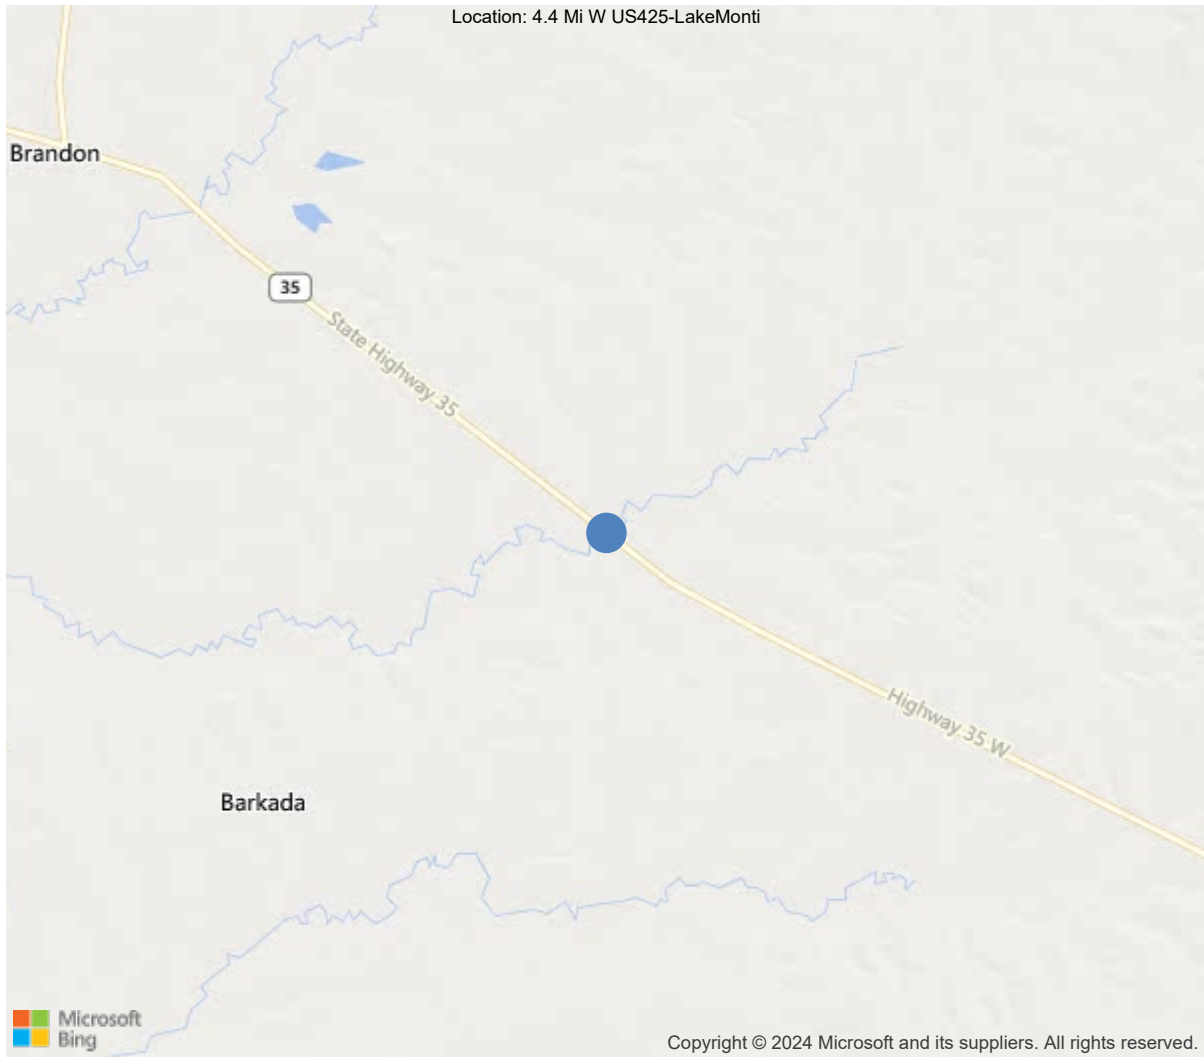 Location: 4.4 Mi W US425-LakeMonti
Brandon
35
State Highway 35
Highway 35 W
Barkada
Microsoft
Bing
Copyright © 2024 Microsoft and its suppliers. All rights reserved.